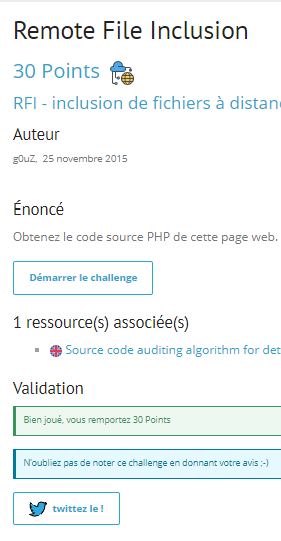 Remote File Inclusion
30 Points
RFI - inclusion de fichiers à
Auteur
g0uZ, 25 novembre 2015
Énoncé
Obtenez le code source PHP de cette page web.
Démarrer le challenge
1 ressource(s) associée(s)
Source code auditing algorithm for
Validation
Bien joué, vous remportez 30 Points
N'oubliez pas de noter ce challenge en donnant votre avis ;-)
twittez le !